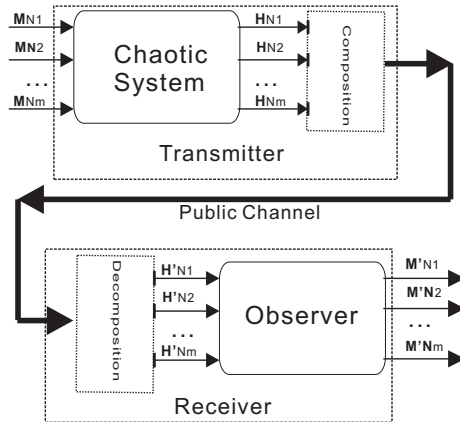 MN1
MN2
...
MNm
Chaotic
System
HN1
HN2
...
HNm
Composition
Transmitter
Public Channel
Decomposition
H'N1
H'N2
...
H'Nm
Observer
M'N1
M'N2
...
M'Nm
Receiver